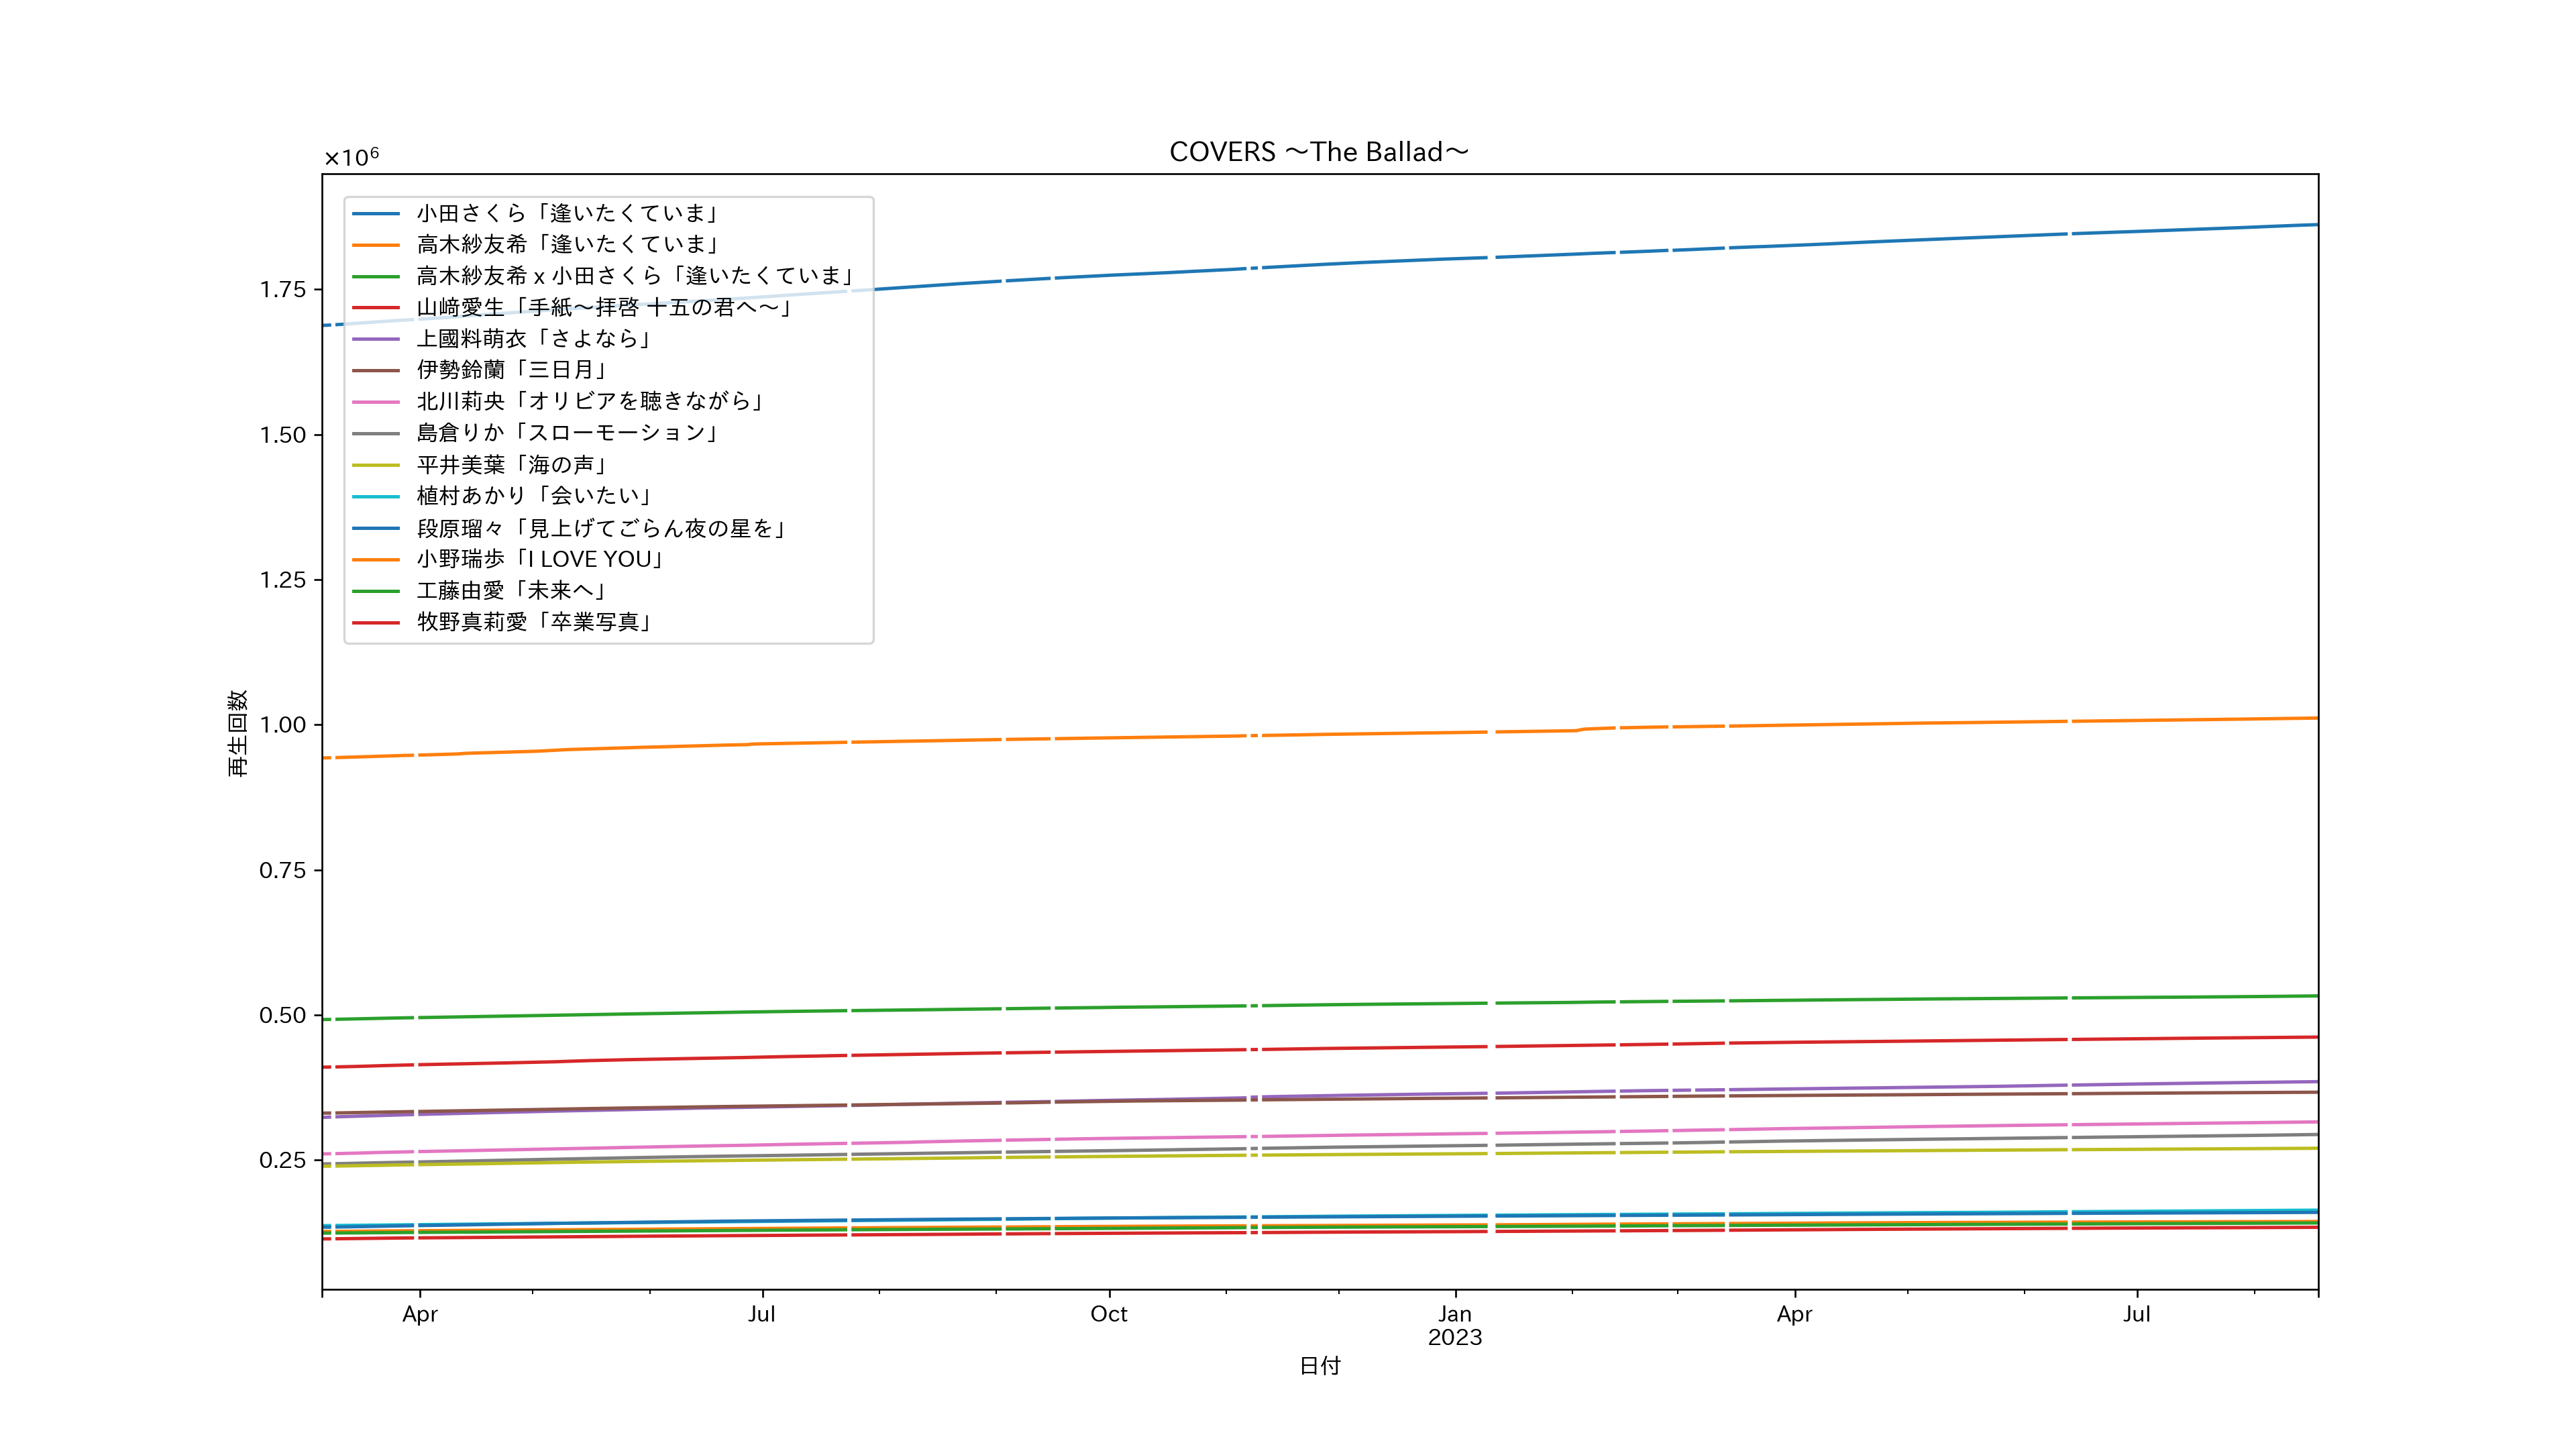 COVERS ～The Ballad～
×10⁶
小田さくら「逢いたくていま」
高木紗友希「逢いたくていま」
高木紗友希 x 小田さくら「逢いたくていま」
山﨑愛生「手紙～拝啓 十五の君へ～」
上國料萌衣「さよなら」
伊勢鈴蘭「三日月」
北川莉央「オリビアを聴きながら」
島倉りか「スローモーション」
平井美葉「海の声」
植村あかり「会いたい」
段原瑠々「見上げてごらん夜の星を」
小野瑞歩「I LOVE YOU」
工藤由愛「未来へ」
牧野真莉愛「卒業写真」
1.75
1.50
1.25
1.00
0.75
0.50
0.25
再生回数
Apr Jul Oct Jan Apr Jul
2023
日付